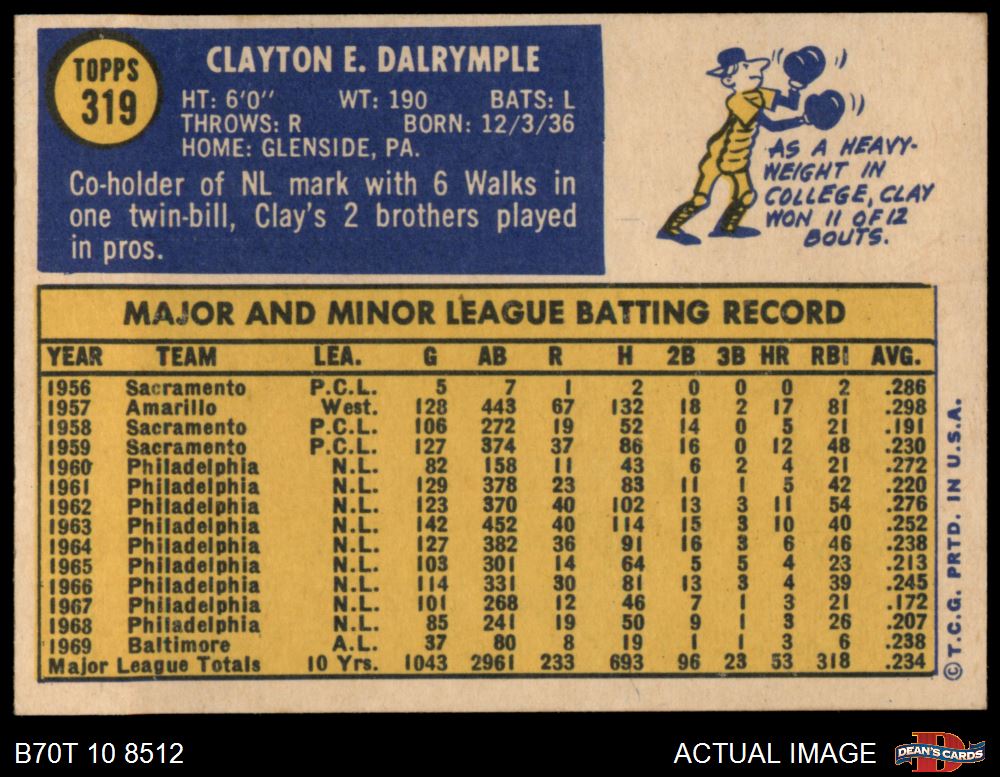 TOPPS
319
CLAYTON E. DALRYMPLE
HT: 6'0" WT: 190 BATS: L
THROWS: R BORN: 12/3/36
HOME: GLENSIDE, PA.
Co-holder of NL mark with 6 Walks in
one twin-bill, Clay's 2 brothers played
in pros.
AS A HEAVY-
WEIGHT IN
COLLEGE, CLAY
WON 11 OF 12
BOUTS.
MAJOR AND MINOR LEAGUE BATTING RECORD
YEAR TEAM LEA. G AB R H 2B 3B HR RBI AVG.
1956 Sacramento P.C.L. 5 7 1 2 0 0 0 2 .286
1957 Amarillo West. 128 443 67 132 18 2 17 81 .298
1958 Sacramento P.C.L. 106 272 19 52 14 0 5 21 .191
1959 Sacramento P.C.L. 127 374 37 86 16 0 12 48 .230
1960 Philadelphia N.L. 82 158 11 43 6 2 4 21 .272
1961 Philadelphia N.L. 129 378 23 83 11 1 5 42 .220
1962 Philadelphia N.L. 123 370 40 102 13 3 11 54 .276
1963 Philadelphia N.L. 142 452 40 114 15 3 10 40 .252
1964 Philadelphia N.L. 127 382 36 91 16 3 6 46 .238
1965 Philadelphia N.L. 103 301 14 64 5 5 4 23 .213
1966 Philadelphia N.L. 114 331 30 81 13 3 4 39 .245
1967 Philadelphia N.L. 101 268 12 46 7 1 3 21 .172
1968 Philadelphia N.L. 85 241 19 50 9 1 3 26 .207
1969 Baltimore A.L. 37 80 8 19 1 1 3 6 .238
Major League Totals 10 Yrs. 1043 2961 233 693 96 23 53 318 .234
© T.C.G. PRTD. IN U.S.A.
B70T 10 8512
ACTUAL IMAGE
DEAN'S CARDS